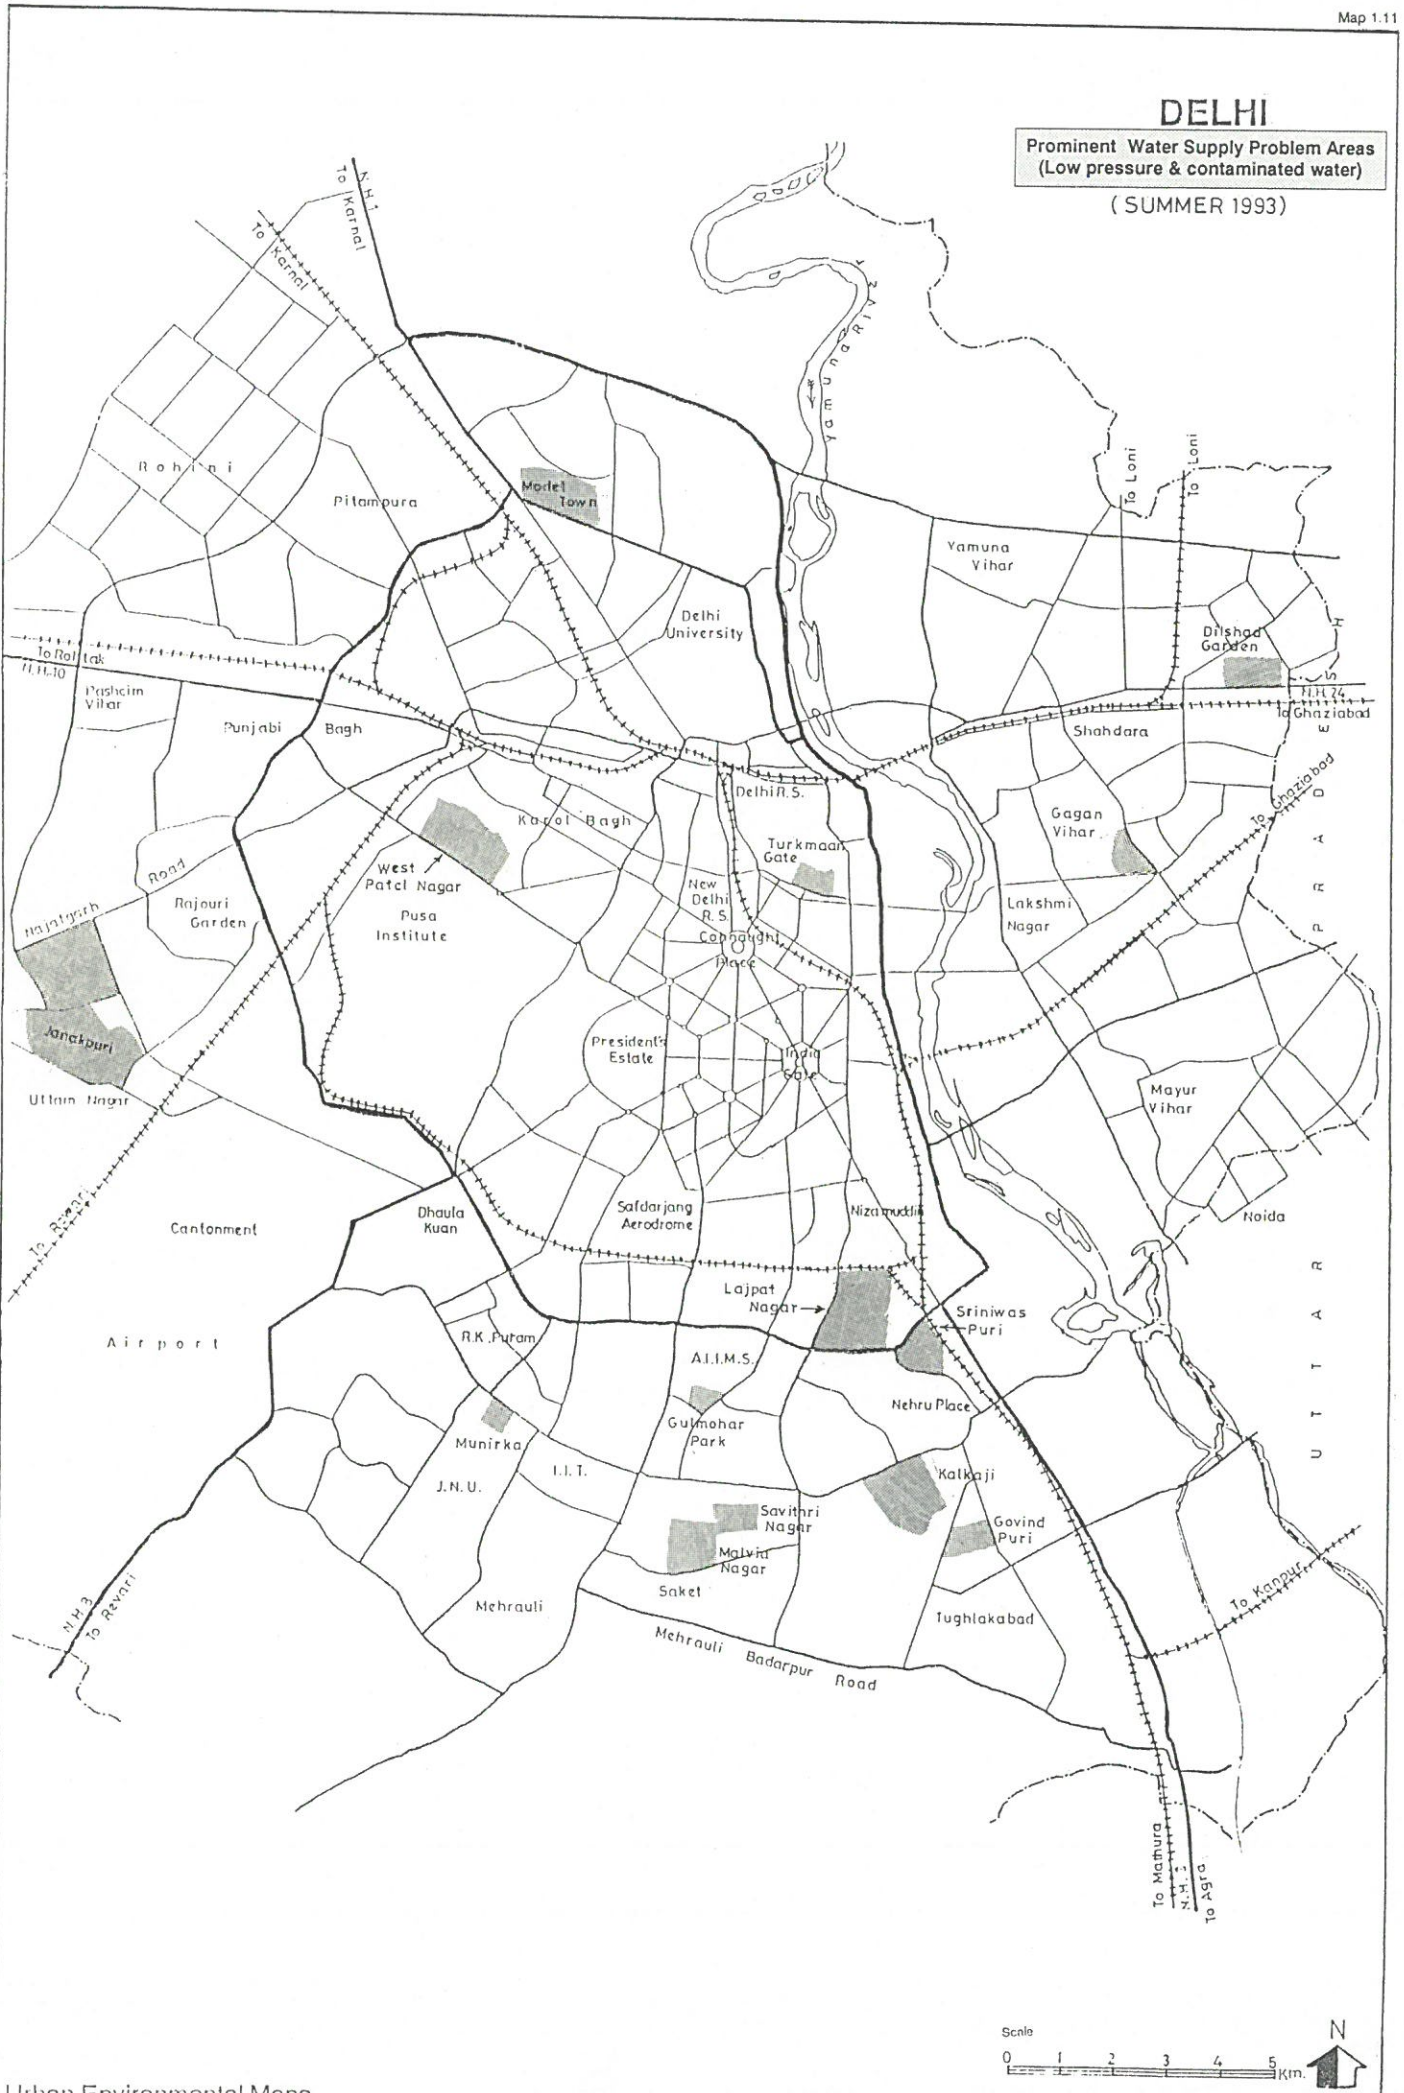 Map 1.11
DELHI
Prominent Water Supply Problem Areas
(Low pressure & contaminated water)
( SUMMER 1993)
N.H.1
To Karnal
To Karnal
Yamuna River
Rohini
Pitampura
Model
Town
To Loni
To Loni
Yamuna
Vihar
Delhi
University
Dilshad
Garden
To Rohtak
N.H.10
Pashcim
Vihar
Punjabi Bagh
N.H. 24
To Ghaziabad
Shahdara
Delhi R.S.
To Ghaziabad
Karol Bagh
Gagan
Vihar
Turkmaan
Gate
West
Patel Nagar
Road
Najafgarh
Rajouri
Garden
Pusa
Institute
New
Delhi
R.S.
Connaught
Place
Lakshmi
Nagar
Janakpuri
President's
Estate
India
Gate
Uttam Nagar
Mayur
Vihar
To Rewari
Cantonment
Dhaula
Kuan
Safdarjang
Aerodrome
Nizamuddin
Noida
Lajpat
Nagar
Sriniwas
Puri
Airport
R.K.Puram
A.I.I.M.S.
UTTAR PRADESH
Nehru Place
Gulmohar
Park
Munirka
I.I.T.
J.N.U.
Kalkaji
Savithri
Nagar
Govind
Puri
Malvia
Nagar
Saket
Mehrauli
Tughlakabad
To Kanpur
N.H.8
To Revari
Mehrauli Badarpur Road
To Mathura
N.H.
To Agra
Scale
0 1 2 3 4 5 Km.
N
Urban Environmental Maps